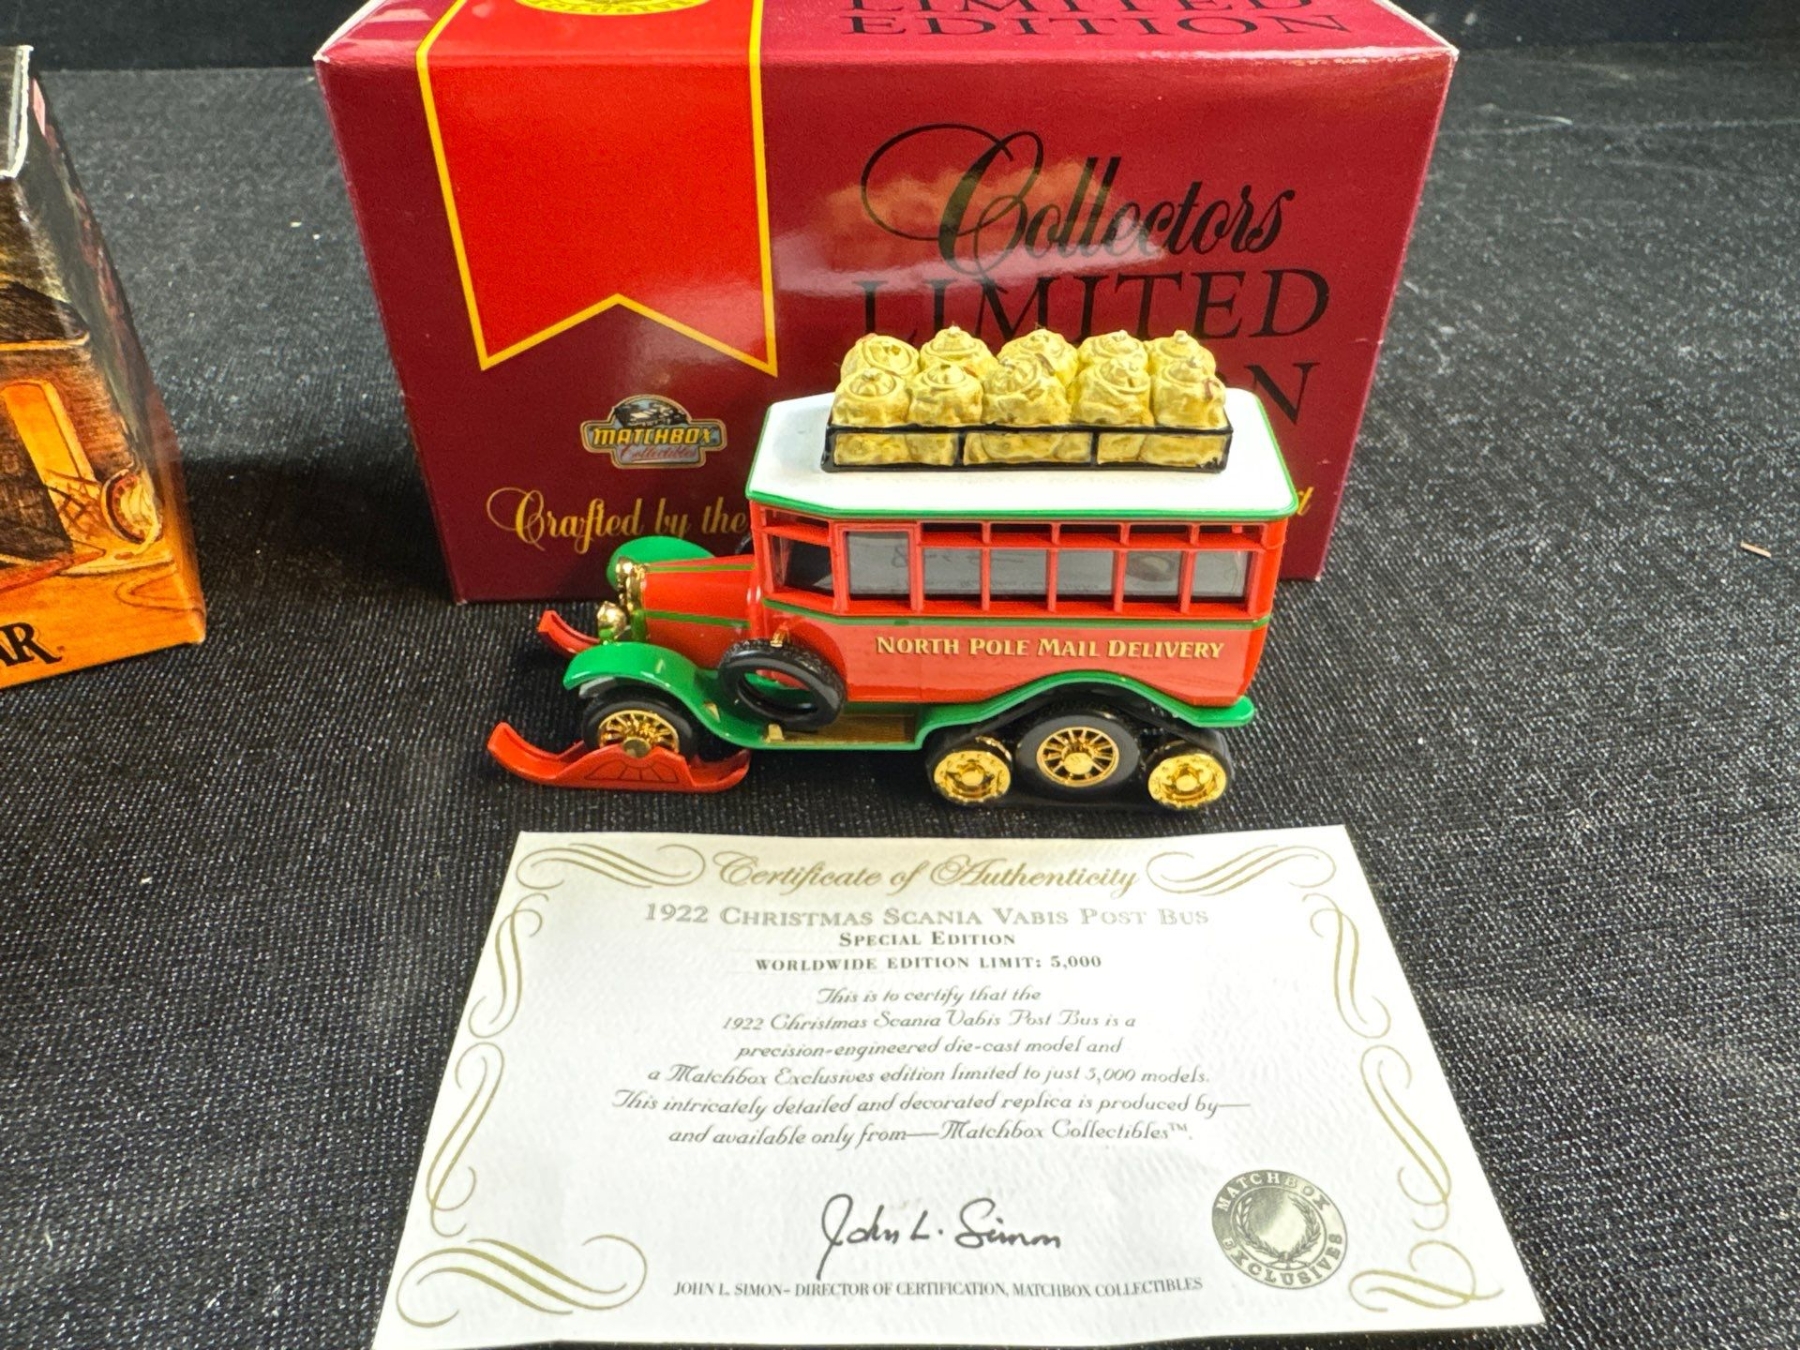 LIMITED
EDITION
Collectors
LIMITED
N
MATCHBOX
Collectibles
Crafted by the
d
AR
NORTH POLE MAIL DELIVERY
Certificate of Authenticity
1922 CHRISTMAS SCANIA VABIS POST BUS
SPECIAL EDITION
WORLDWIDE EDITION LIMIT: 5,000
This is to certify that the
1922 Christmas Scania Vabis Post Bus is a
precision-engineered die-cast model and
a Matchbox Exclusives edition limited to just 5,000 models.
This intricately detailed and decorated replica is produced by—
and available only from—Matchbox Collectibles™.
John L. Simon
JOHN L. SIMON- DIRECTOR OF CERTIFICATION, MATCHBOX COLLECTIBLES
MATCHBOX
EXCLUSIVES